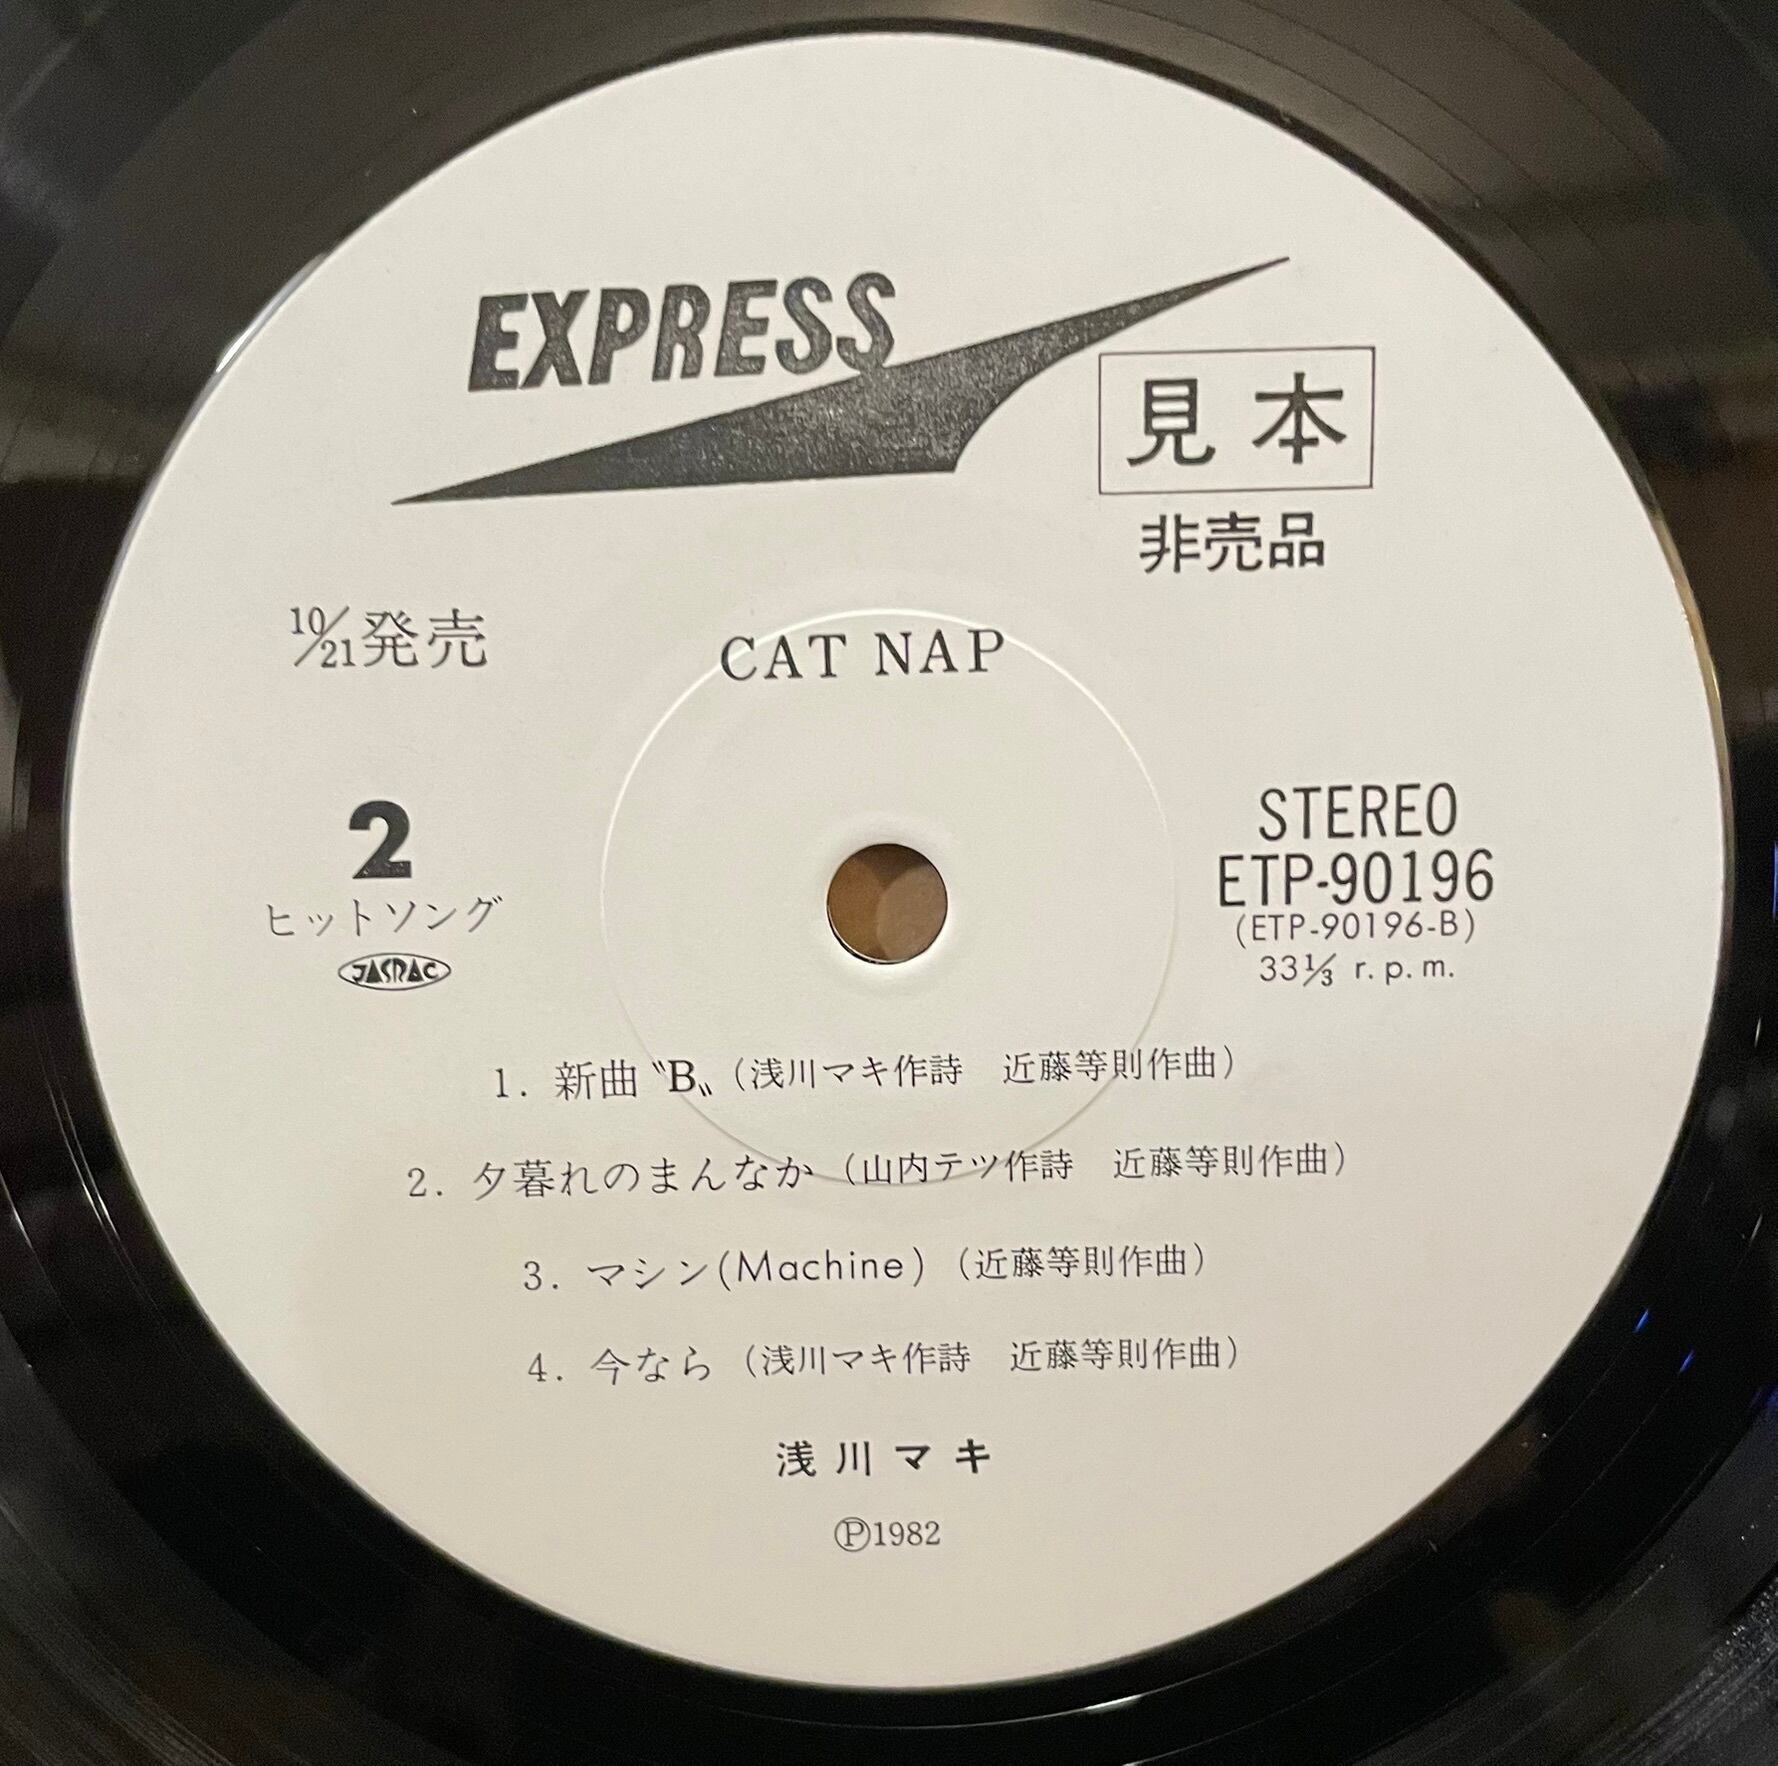 EXPRESS
見本
非売品
10/21発売
CAT NAP
2
ヒットソング
JASRAC
STEREO
ETP-90196
(ETP-90196-B)
33⅓ r.p.m.
1. 新曲〝B〟(浅川マキ作詩 近藤等則作曲)
2. 夕暮れのまんなか (山内テツ作詩 近藤等則作曲)
3. マシン(Machine) (近藤等則作曲)
4. 今なら (浅川マキ作詩 近藤等則作曲)
浅川マキ
Ⓟ1982